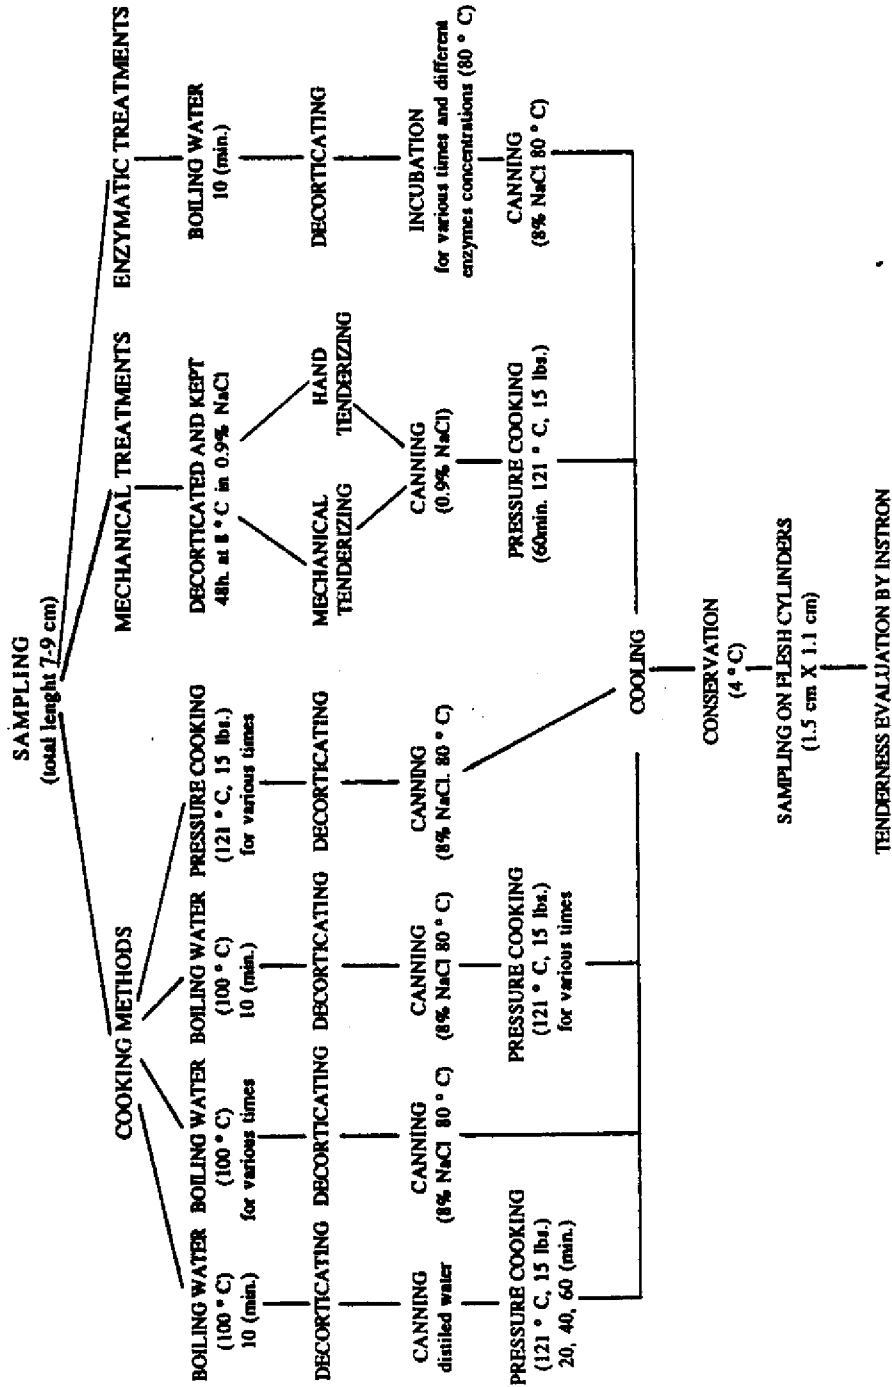 SAMPLING
(total lenght 7-9 cm)
COOKING METHODS
MECHANICAL TREATMENTS
ENZYMATIC TREATMENTS
BOILING WATER
(100 ° C)
10 (min.)
DECORTICATING
CANNING
distiled water
PRESSURE COOKING
(121 ° C, 15 lbs.)
20, 40, 60 (min.)
BOILING WATER
(100 ° C)
for various times
DECORTICATING
CANNING
(8% NaCl 80 ° C)
BOILING WATER
(100 ° C)
10 (min.)
DECORTICATING
CANNING
(8% NaCl 80 ° C)
PRESSURE COOKING
(121 ° C, 15 lbs.)
for various times
PRESSURE COOKING
(121 ° C, 15 lbs.)
for various times
DECORTICATING
CANNING
(8% NaCl. 80 ° C)
DECORTICATED AND KEPT
48h. at 8 ° C in 0.9% NaCl
MECHANICAL
TENDERIZING
HAND
TENDERIZING
CANNING
(0.9% NaCl)
PRESSURE COOKING
(60min. 121 ° C, 15 lbs.)
BOILING WATER
10 (min.)
DECORTICATING
INCUBATION
for various times and different
enzymes concentrations (80 ° C)
CANNING
(8% NaCl 80 ° C)
COOLING
CONSERVATION
(4 °C)
SAMPLING ON FLESH CYLINDERS
(1.5 cm X 1.1 cm)
TENDERNESS EVALUATION BY INSTRON